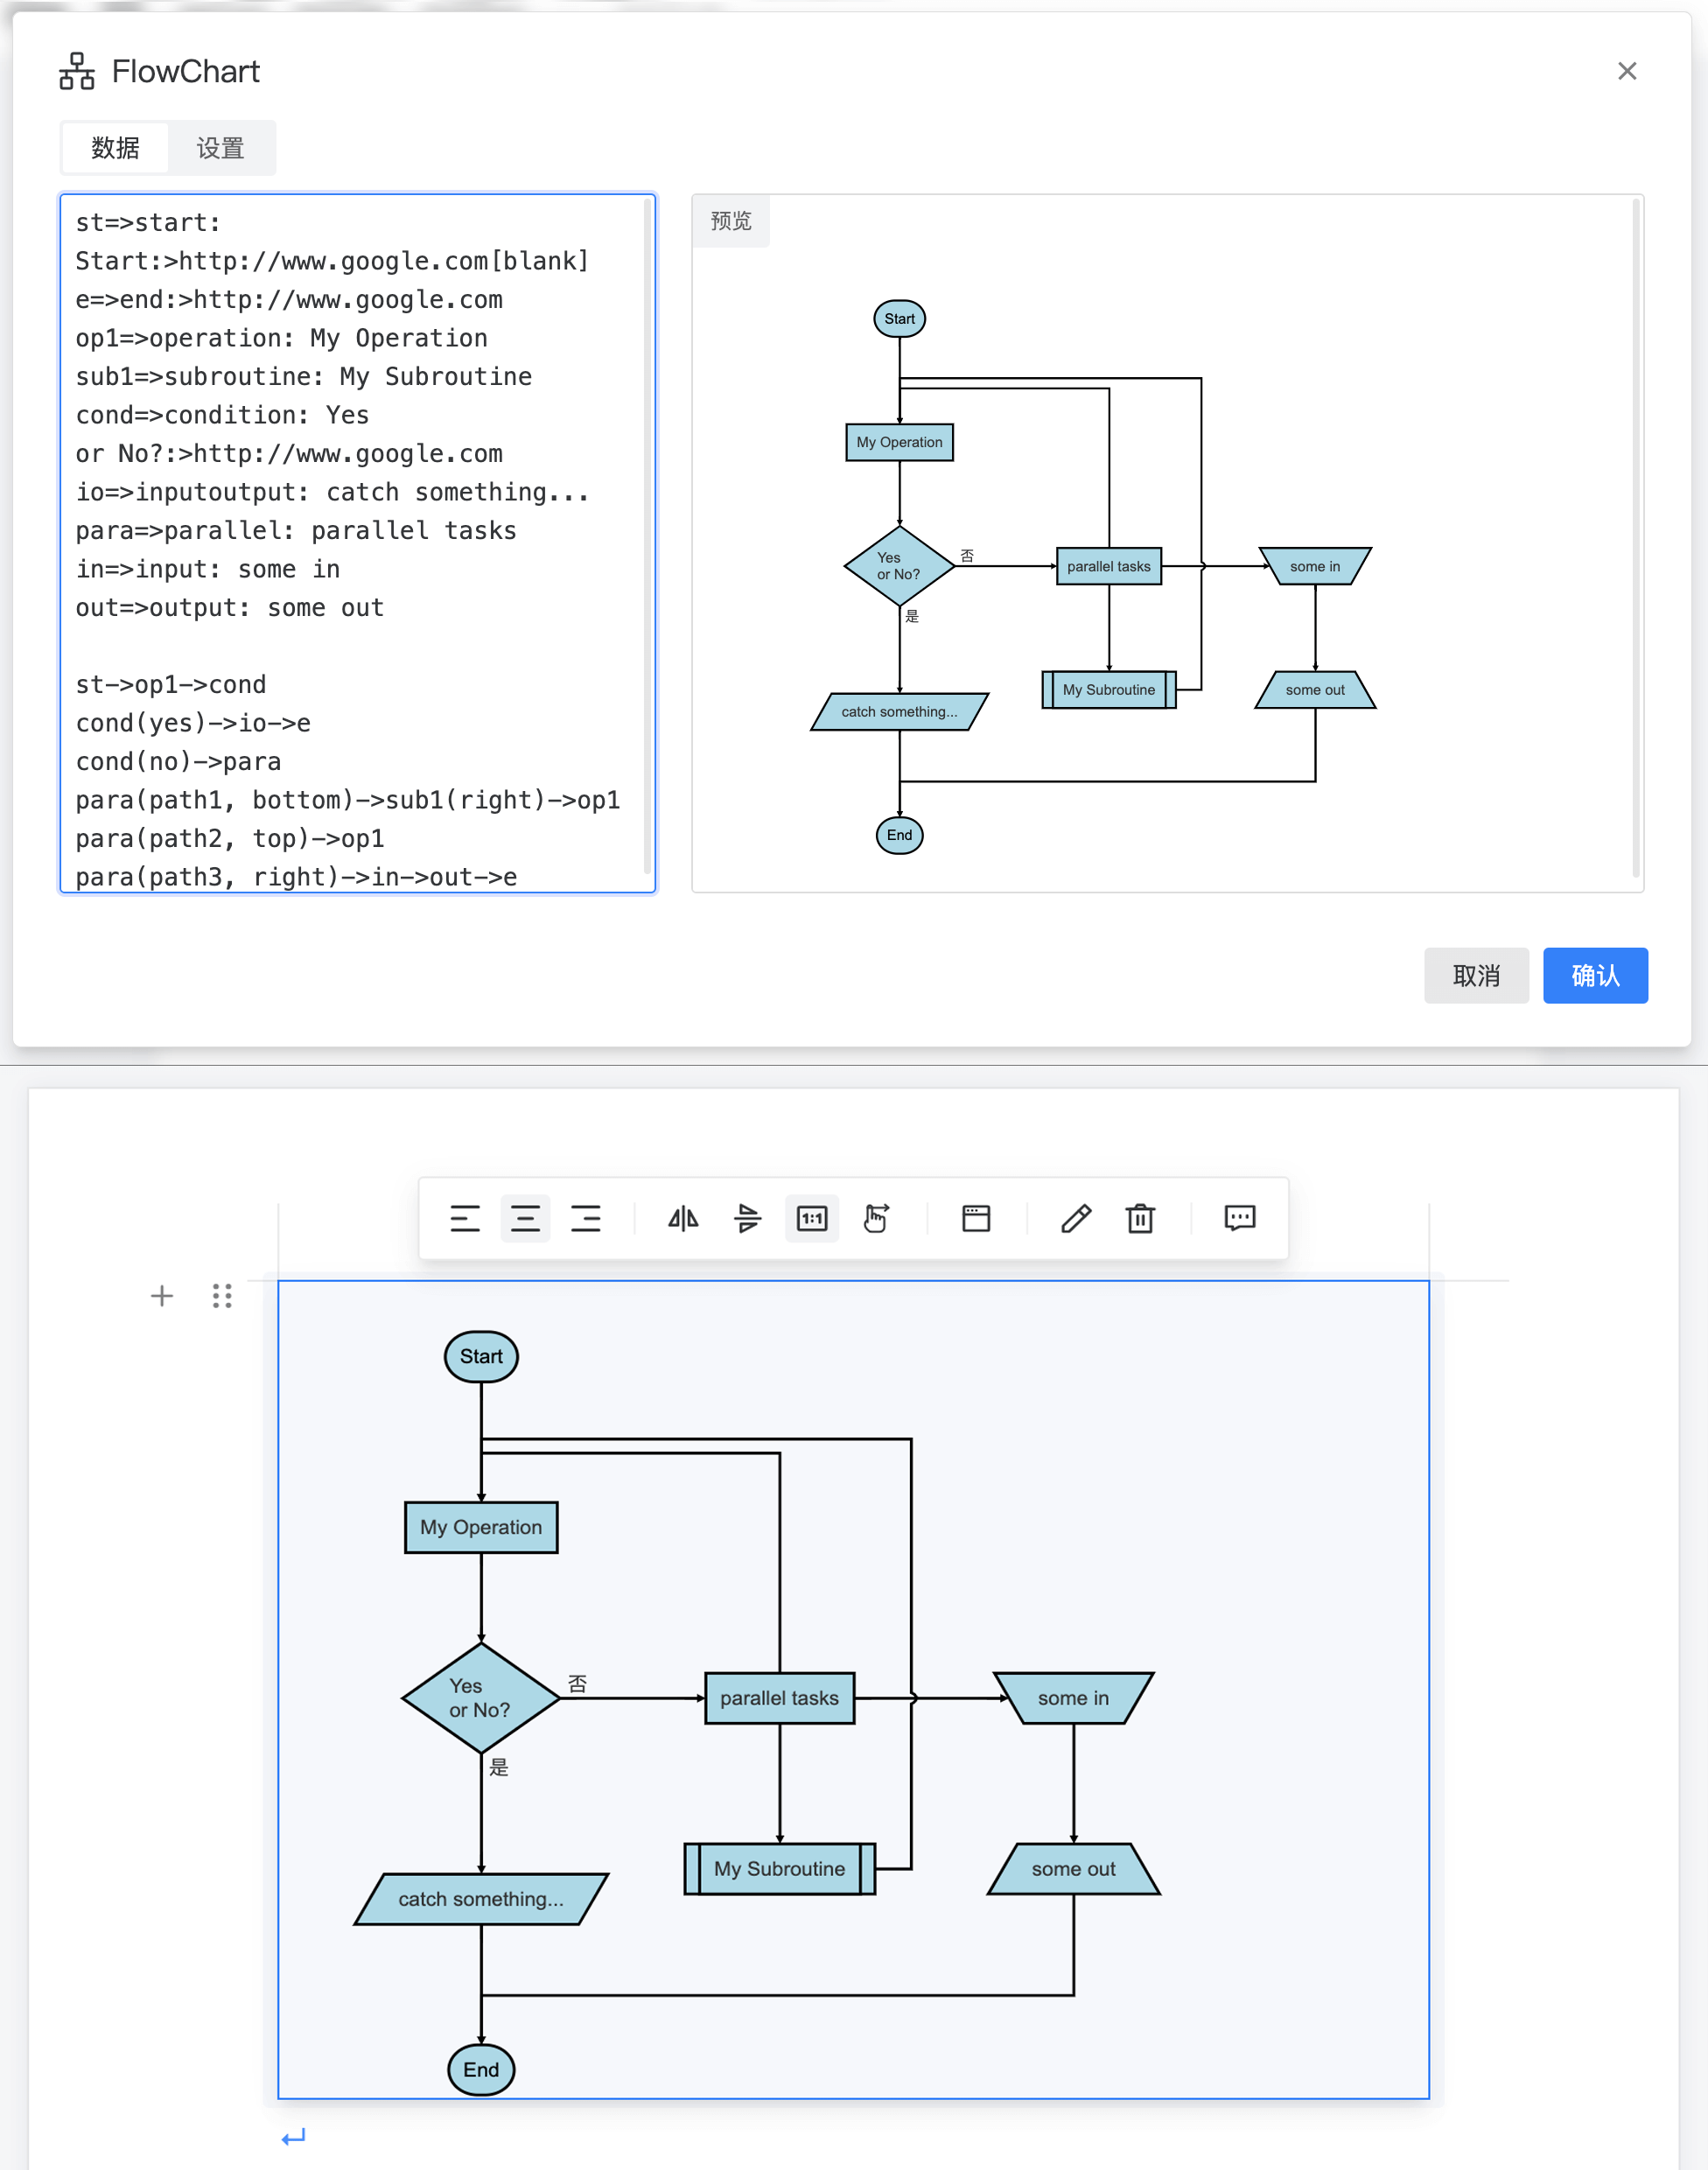 FlowChart
数据 设置
st=>start:
Start:>http://www.google.com[blank]
e=>end:>http://www.google.com
op1=>operation: My Operation
sub1=>subroutine: My Subroutine
cond=>condition: Yes
or No?:>http://www.google.com
io=>inputoutput: catch something...
para=>parallel: parallel tasks
in=>input: some in
out=>output: some out
st->op1->cond
cond(yes)->io->e
cond(no)->para
para(path1, bottom)->sub1(right)->op1
para(path2, top)->op1
para(path3, right)->in->out->e
预览
Start
My Operation
Yes
or No?
否
parallel tasks
some in
是
My Subroutine
some out
catch something...
End
取消 确认
1:1
Start
My Operation
Yes
or No?
否
parallel tasks
some in
是
My Subroutine
some out
catch something...
End